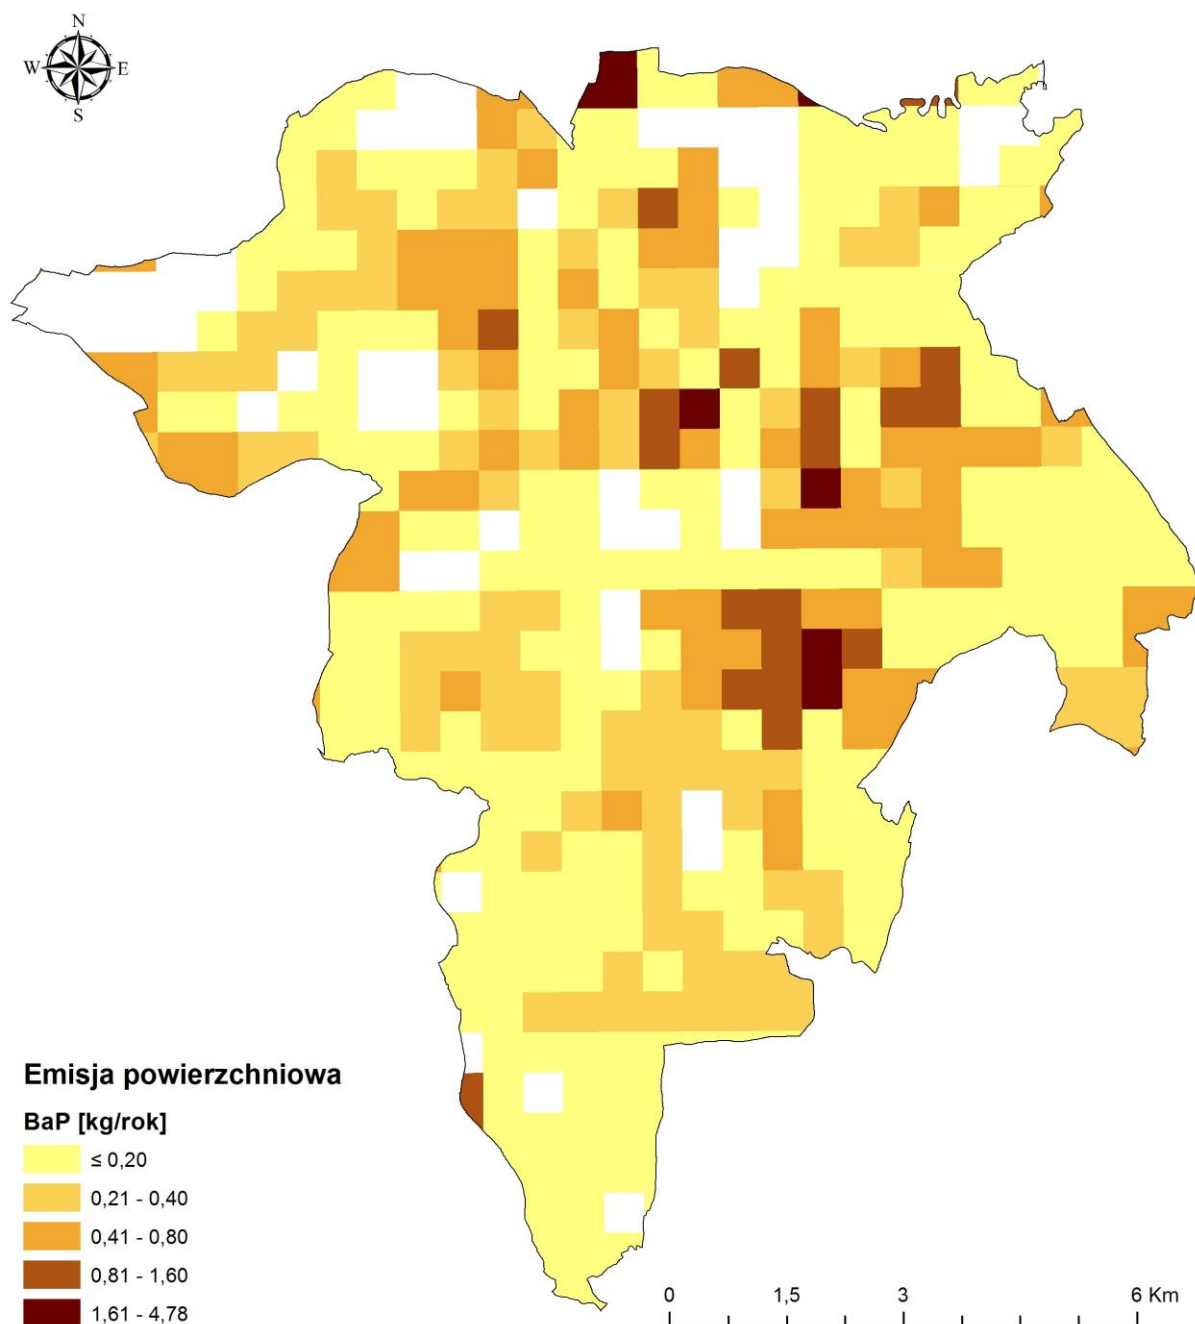 N
W E
S
Emisja powierzchniowa
BaP [kg/rok]
≤ 0,20
0,21 - 0,40
0,41 - 0,80
0,81 - 1,60
1,61 - 4,78
0 1,5 3 6 Km